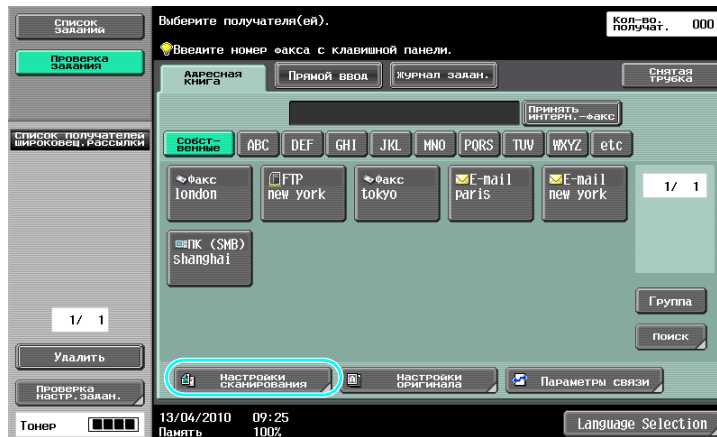 Список
заданий
Проверка
задания
Список получателей
широковещ.рассылки
1/ 1
Удалить
Проверка
настр.задан.
Тонер
Выберите получателя(ей).
Кол-во.
получат.
000
Введите номер факса с клавишной панели.
Адресная
книга
Прямой ввод
Журнал задан.
Снятая
трубка
Принять
интерн.-факс
Собст-
венные
ABC
DEF
GHI
JKL
MNO
PQRS
TUV
WXYZ
etc
Факс
london
FTP
new york
Факс
tokyo
E-mail
paris
E-mail
new york
1/ 1
ПК (SMB)
shanghai
Группа
Поиск
Настройки
сканирования
Настройки
оригинала
Параметры связи
13/04/2010 09:25
Память 100%
Language Selection